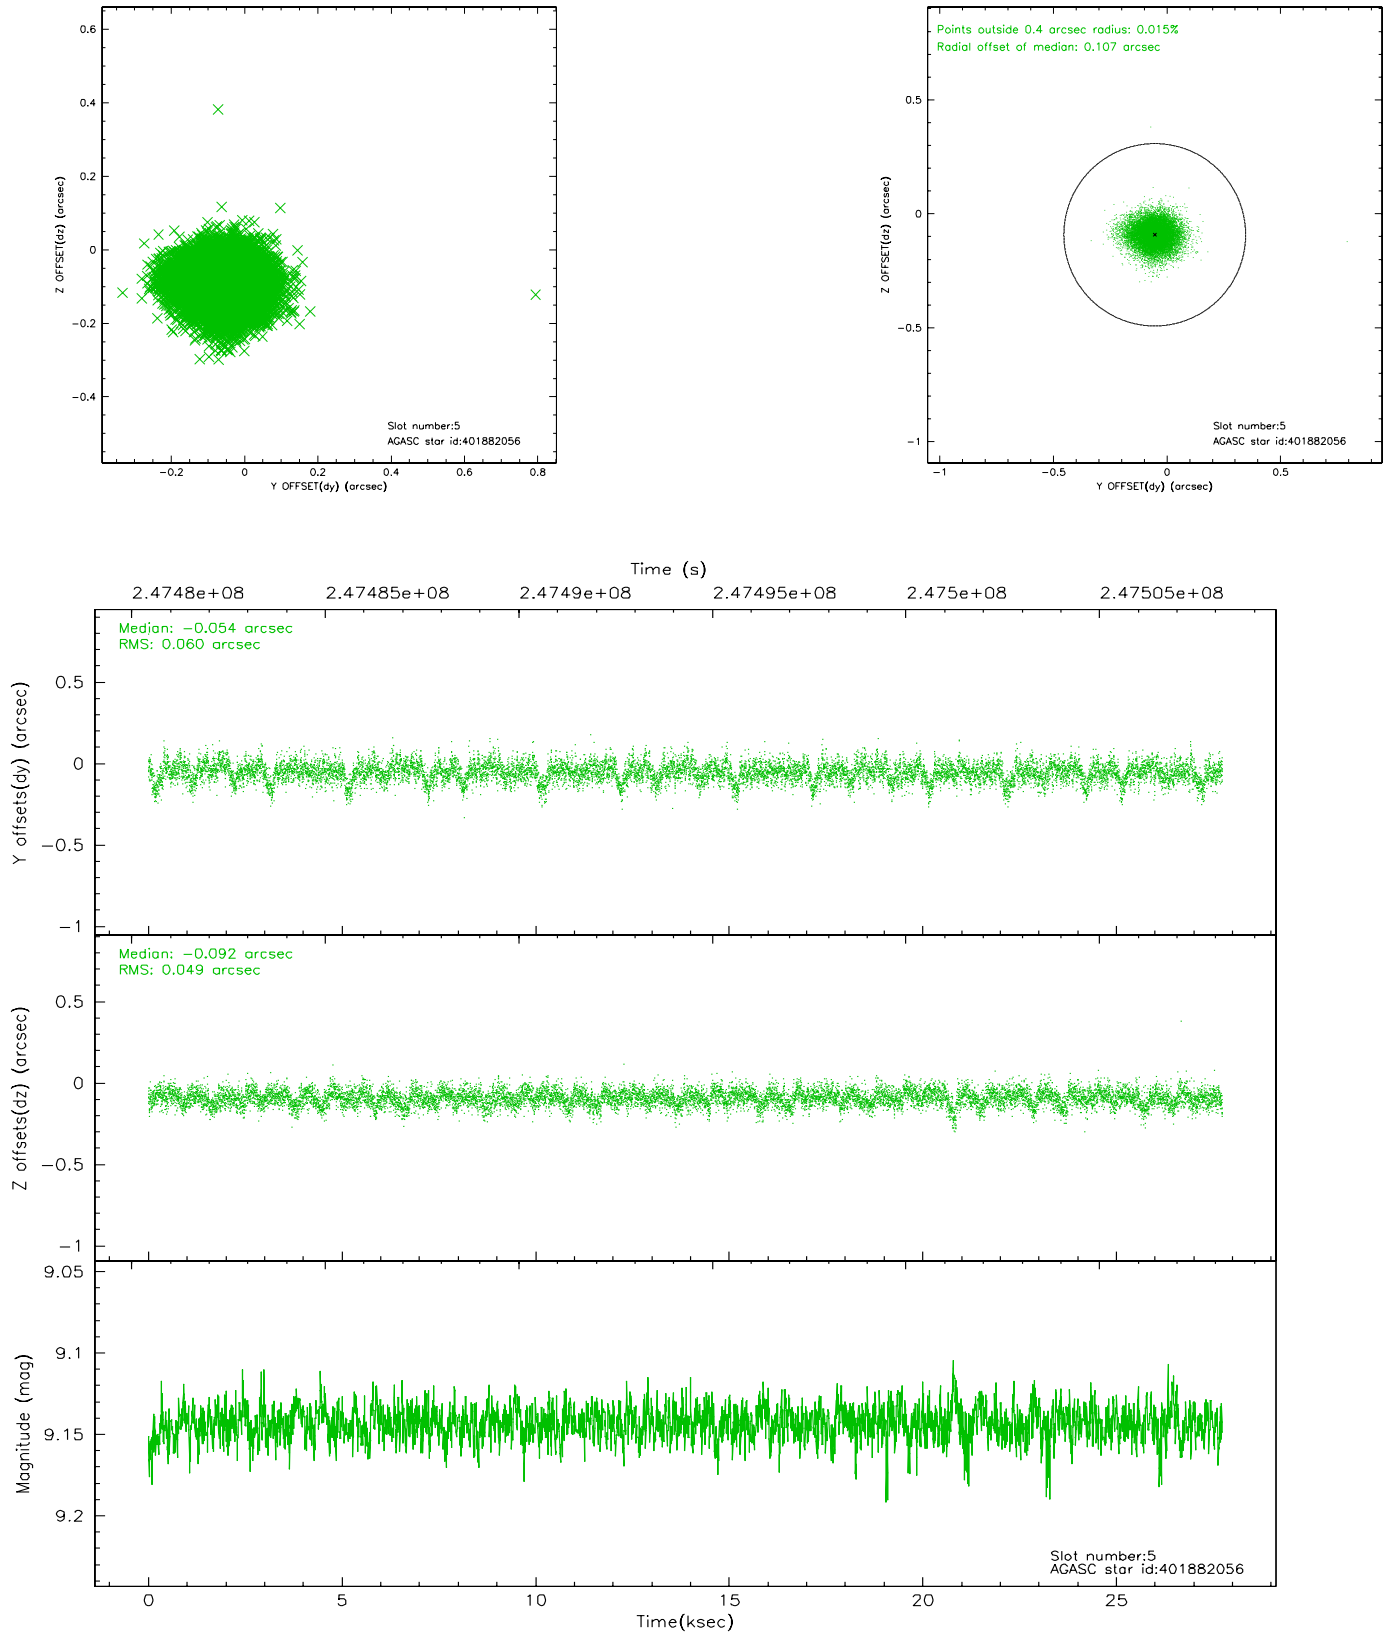 0.6
0.4
0.2
0
−0.2
−0.4
Z OFFSET(dz) (arcsec)
−0.2 0 0.2 0.4 0.6 0.8
Y OFFSET(dy) (arcsec)
Slot number:5
AGASC star id:401882056
Points outside 0.4 arcsec radius: 0.015%
Radial offset of median: 0.107 arcsec
0.5
0
−0.5
−1
Z OFFSET(dz) (arcsec)
−1 −0.5 0 0.5
Y OFFSET(dy) (arcsec)
Slot number:5
AGASC star id:401882056
Time (s)
2.4748e+08 2.47485e+08 2.4749e+08 2.47495e+08 2.475e+08 2.47505e+08
Median: −0.054 arcsec
RMS: 0.060 arcsec
0.5
0
−0.5
−1
Y offsets(dy) (arcsec)
Median: −0.092 arcsec
RMS: 0.049 arcsec
0.5
0
−0.5
−1
Z offsets(dz) (arcsec)
9.05
9.1
9.15
9.2
Magnitude (mag)
Slot number:5
AGASC star id:401882056
0 5 10 15 20 25
Time(ksec)